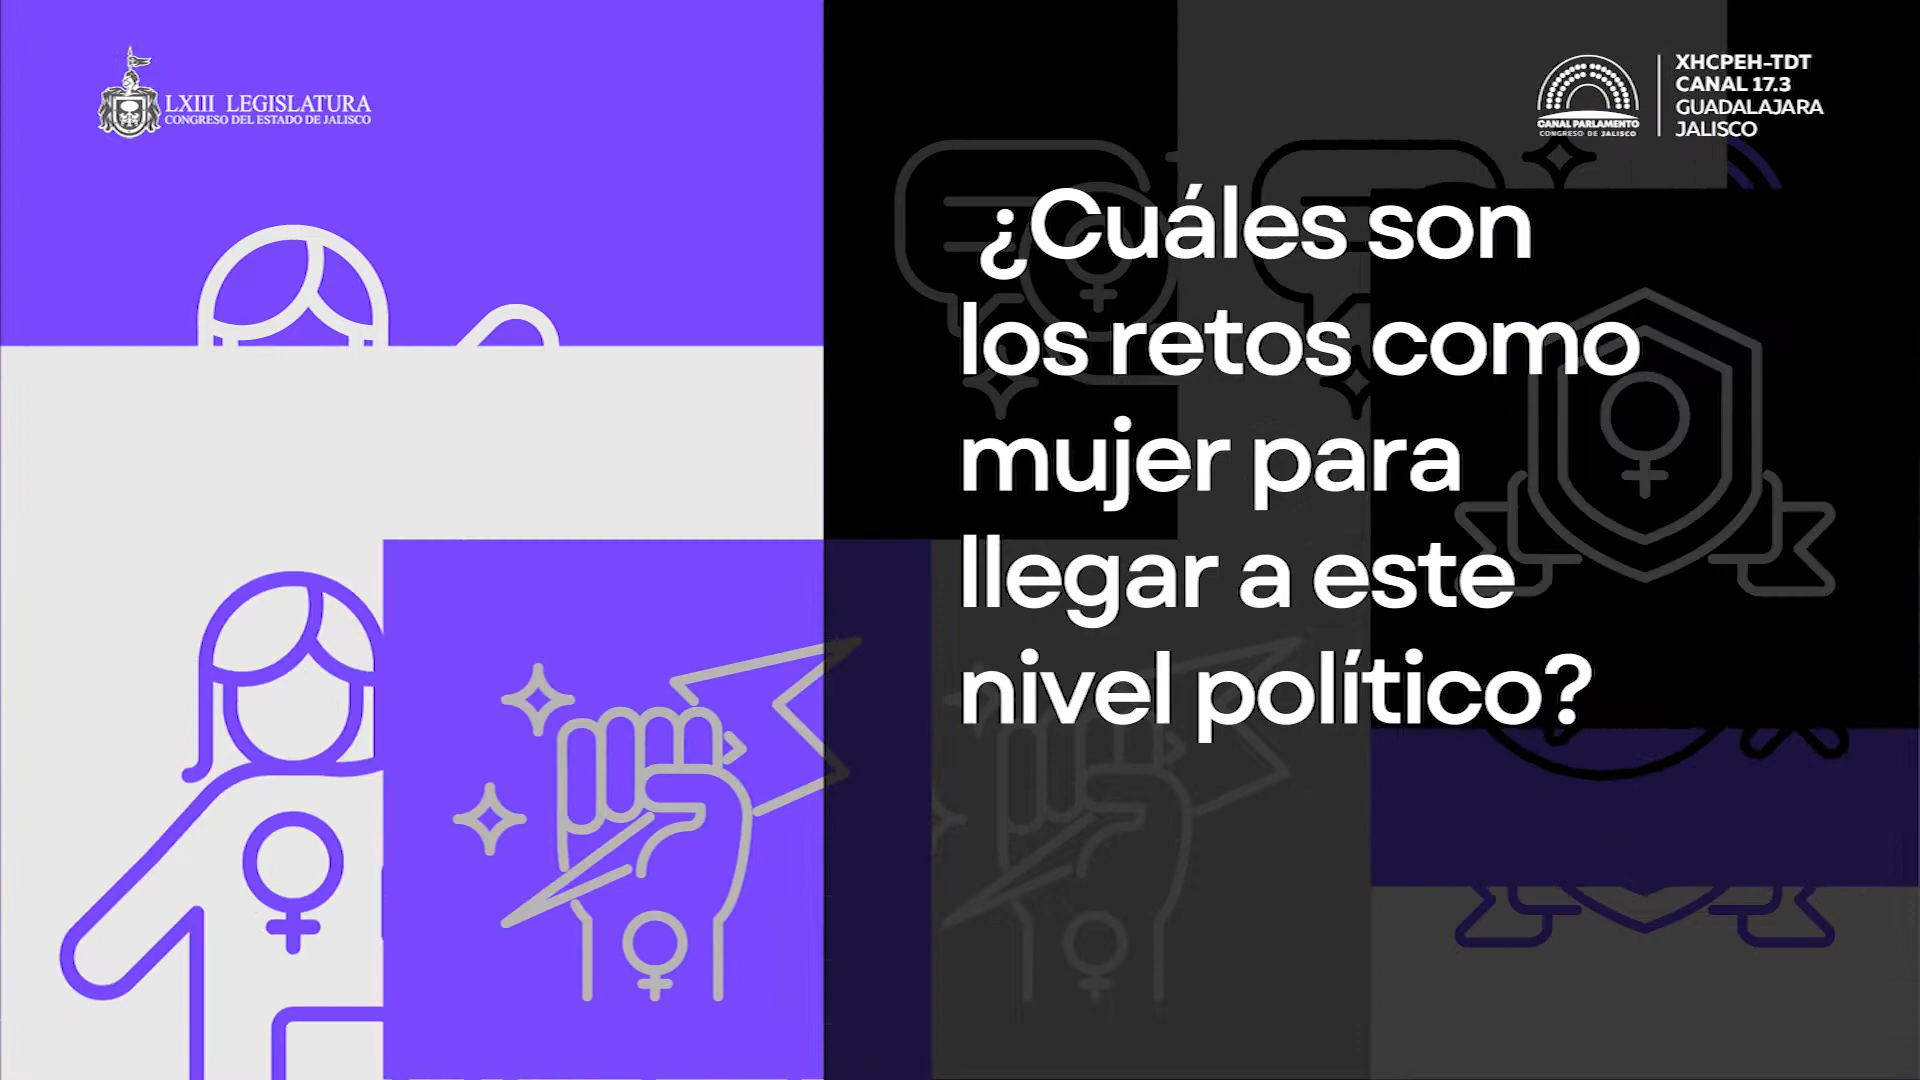 LXIII LEGISLATURA
CONGRESO DEL ESTADO DE JALISCO
CANAL PARLAMENTO
CONGRESO DE JALISCO
XHCPEH-TDT
CANAL 17.3
GUADALAJARA
JALISCO
¿Cuáles son
los retos como
mujer para
llegar a este
nivel político?